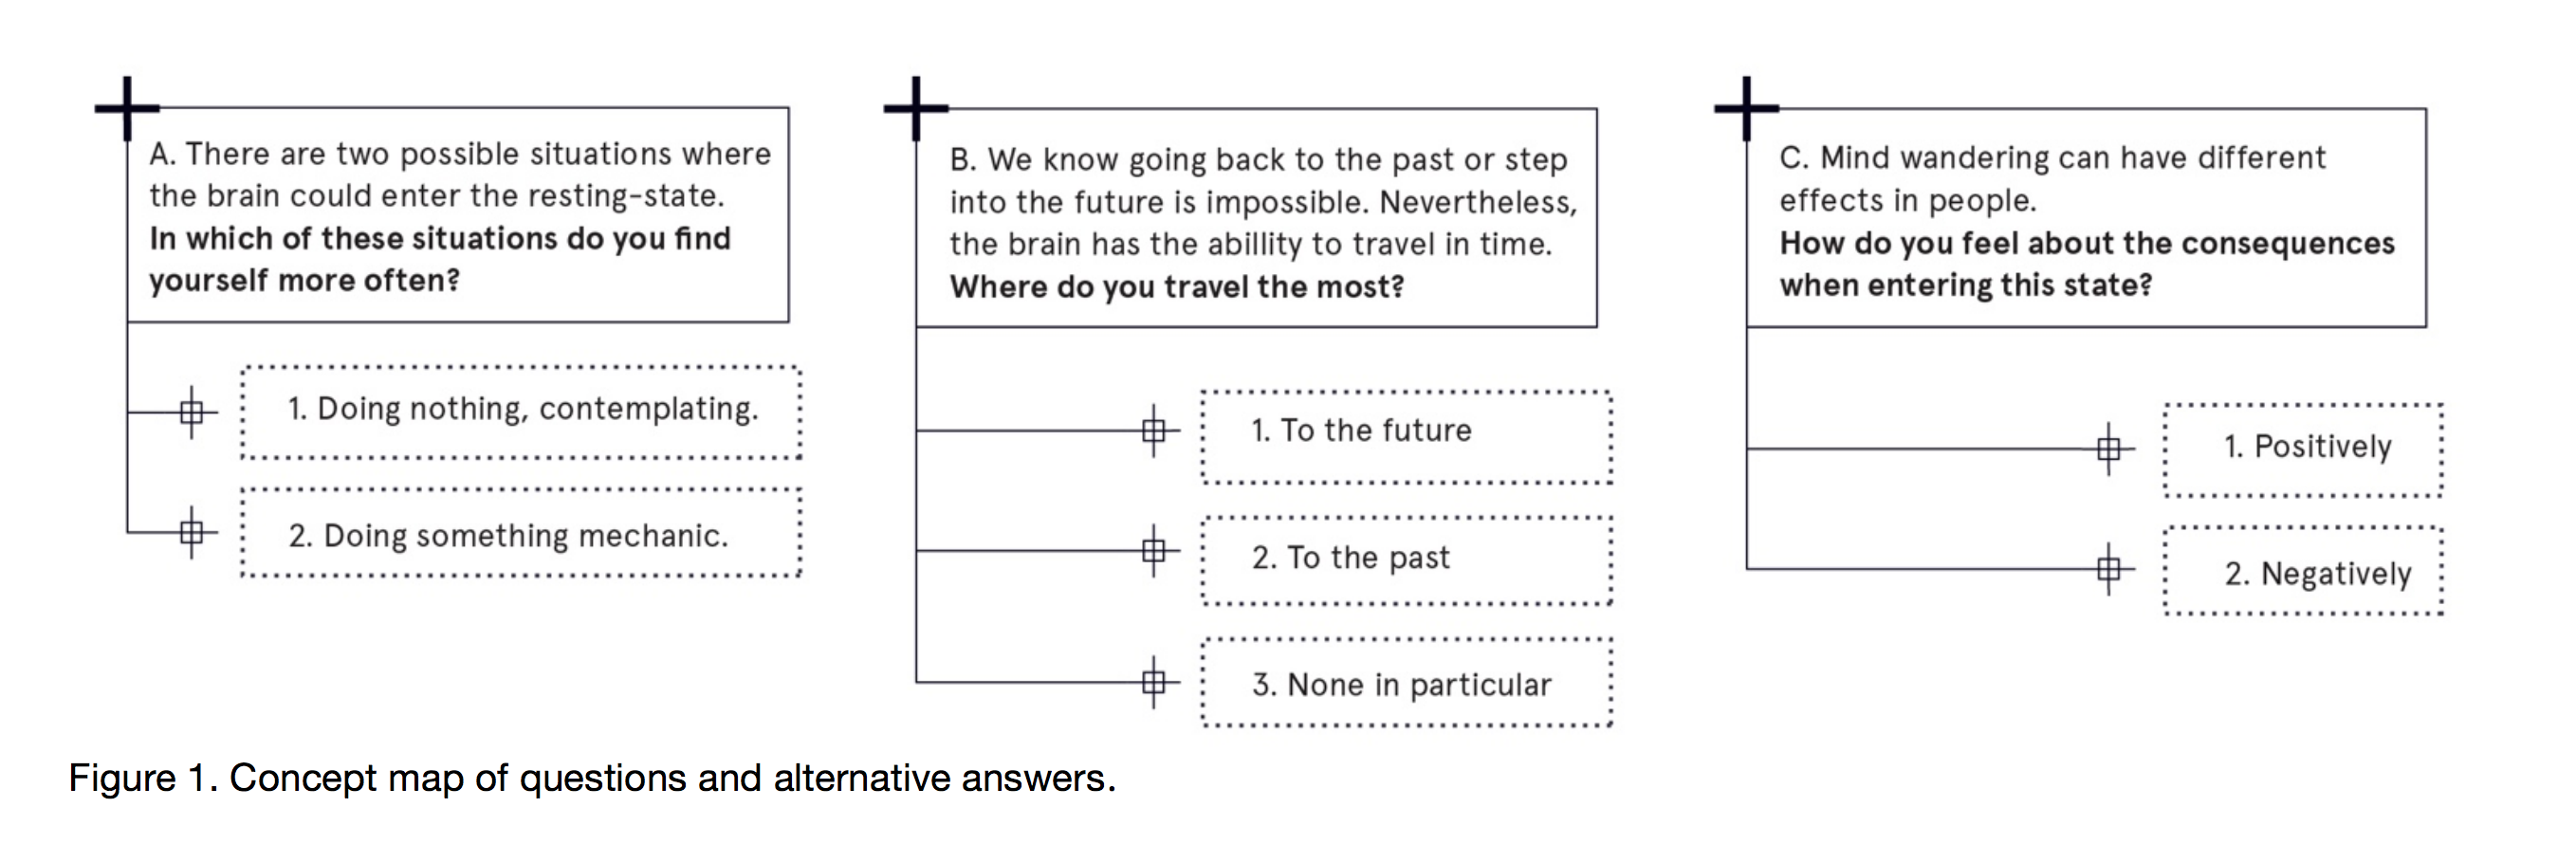 A. There are two possible situations where
the brain could enter the resting-state.
In which of these situations do you find
yourself more often?
1. Doing nothing, contemplating.
2. Doing something mechanic.
B. We know going back to the past or step
into the future is impossible. Nevertheless,
the brain has the abillity to travel in time.
Where do you travel the most?
1. To the future
2. To the past
3. None in particular
C. Mind wandering can have different
effects in people.
How do you feel about the consequences
when entering this state?
1. Positively
2. Negatively
Figure 1. Concept map of questions and alternative answers.